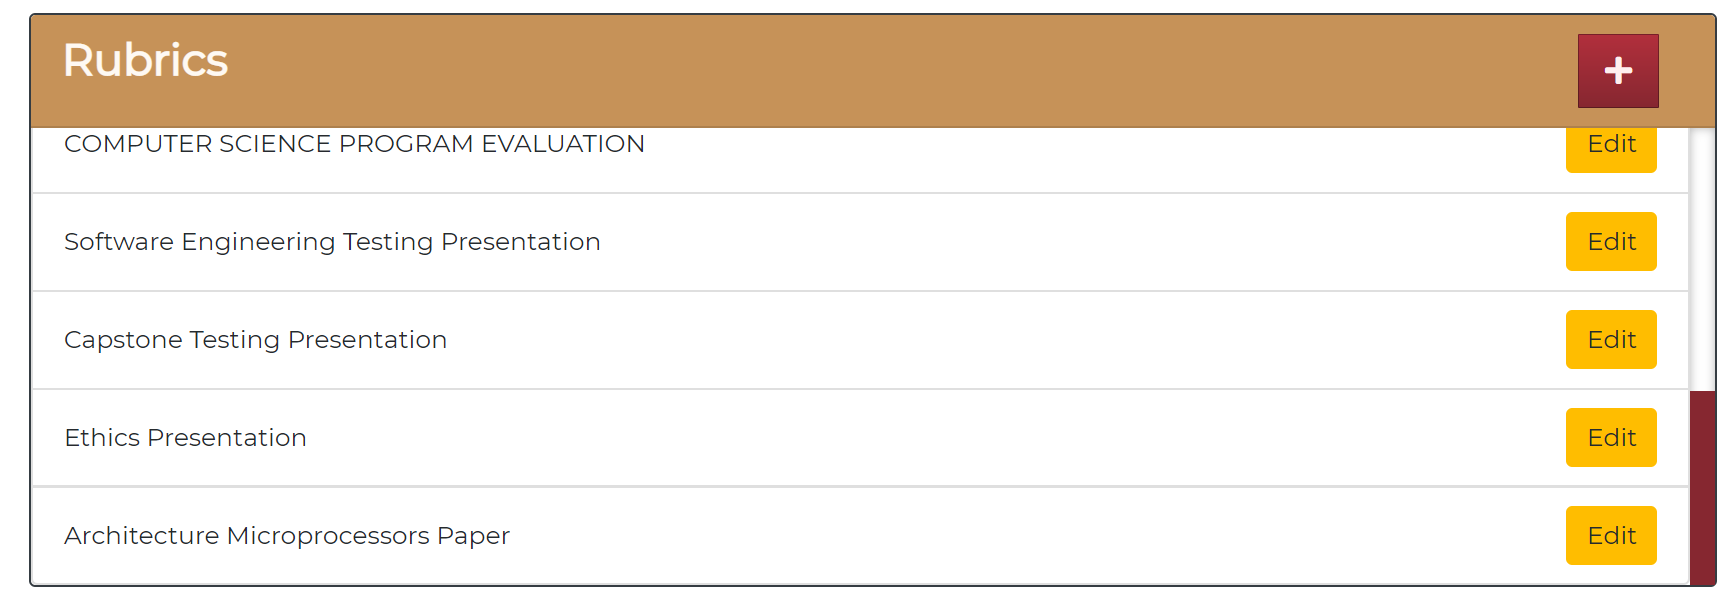 Rubrics
+
COMPUTER SCIENCE PROGRAM EVALUATION Edit
Software Engineering Testing Presentation Edit
Capstone Testing Presentation Edit
Ethics Presentation Edit
Architecture Microprocessors Paper Edit